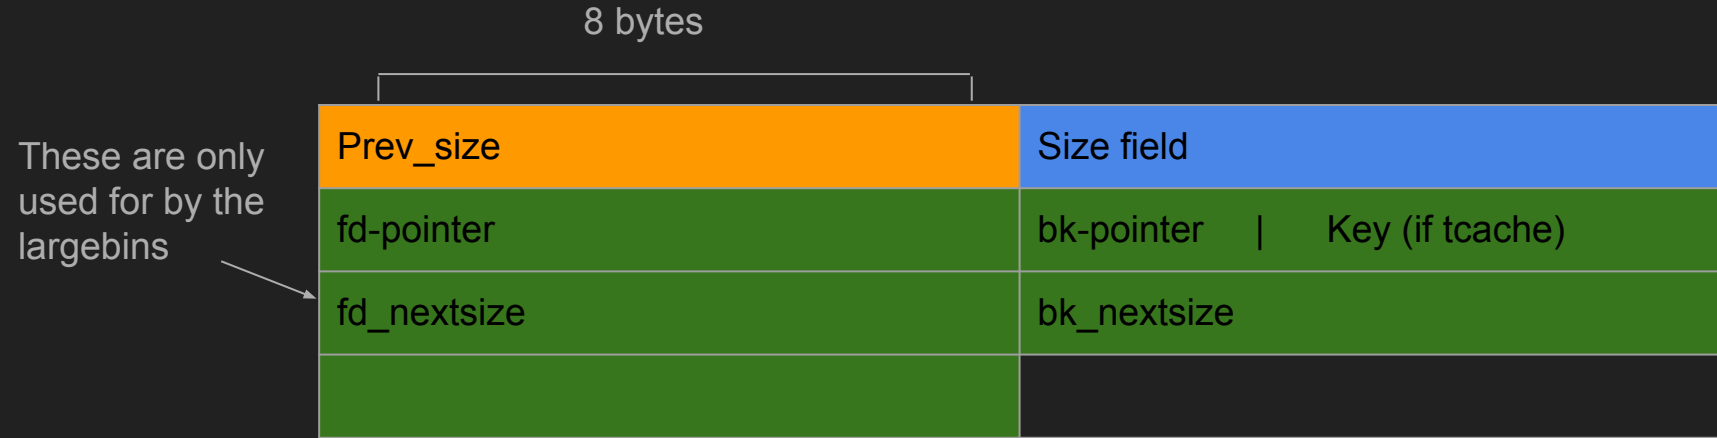 8 bytes
These are only
used for by the
largebins
Prev_size
Size field
fd-pointer
bk-pointer | Key (if tcache)
fd_nextsize
bk_nextsize